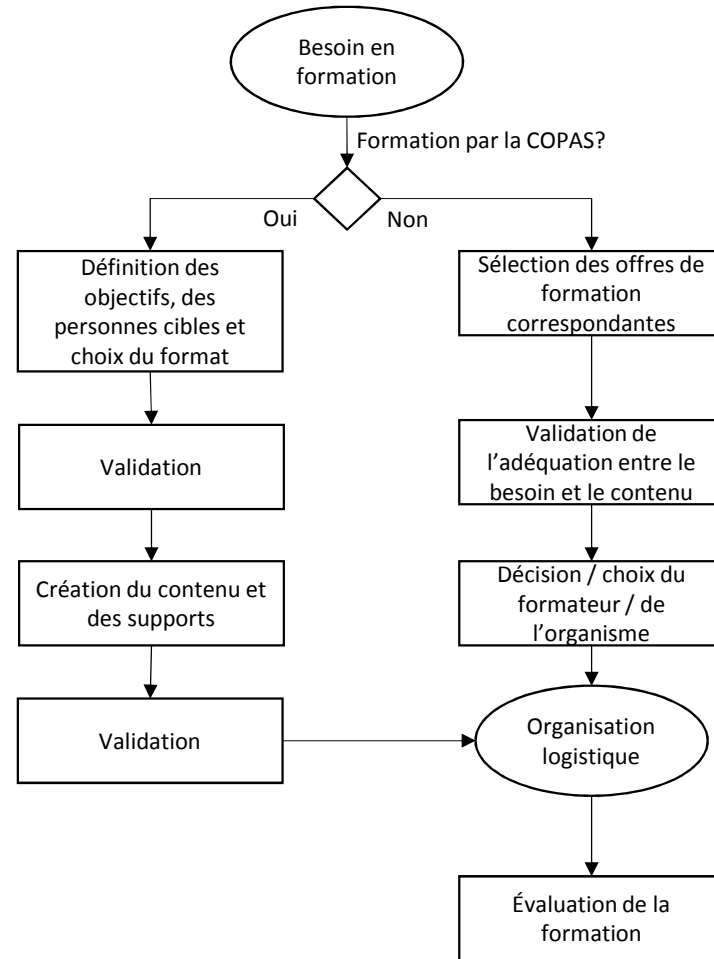 Besoin en
formation
Formation par la COPAS?
Oui
Non
Définition des
objectifs, des
personnes cibles et
choix du format
Sélection des offres de
formation
correspondantes
Validation
Validation de
l’adéquation entre le
besoin et le contenu
Création du contenu et
des supports
Décision / choix du
formateur / de
l’organisme
Validation
Organisation
logistique
Évaluation de la
formation